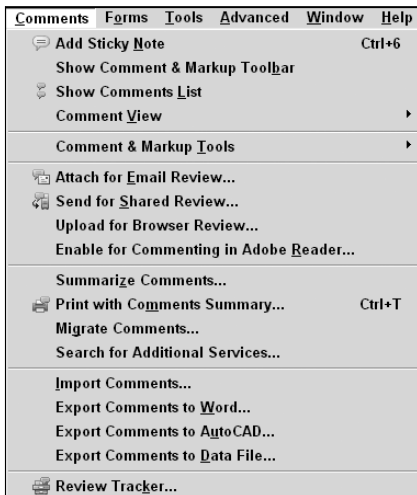 Comments Forms Tools Advanced Window Help
Add Sticky Note Ctrl+6
Show Comment & Markup Toolbar
Show Comments List
Comment View
Comment & Markup Tools
Attach for Email Review...
Send for Shared Review...
Upload for Browser Review...
Enable for Commenting in Adobe Reader...
Summarize Comments...
Print with Comments Summary... Ctrl+T
Migrate Comments...
Search for Additional Services...
Import Comments...
Export Comments to Word...
Export Comments to AutoCAD...
Export Comments to Data File...
Review Tracker...